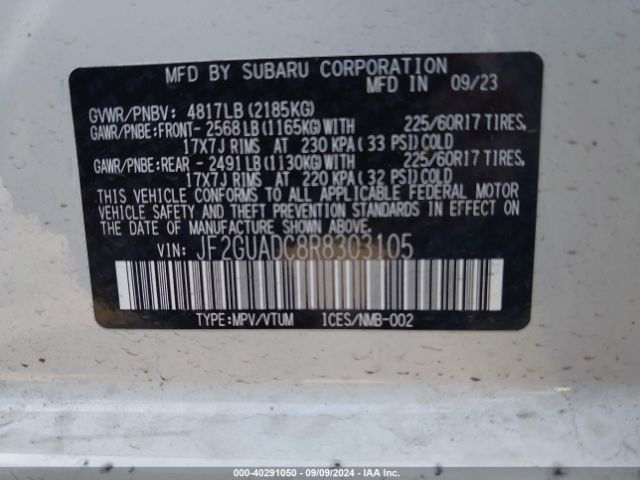 MFD BY SUBARU CORPORATION
MFD IN 09/23
GVWR/PNBV: 4817LB(2185KG)
GAWR/PNBE:FRONT-2568LB(1165KG)WITH 225/60R17 TIRES,
17X7J RIMS AT 230 KPA(33 PSI)COLD
GAWR/PNBE:REAR -2491LB(1130KG)WITH 225/60R17 TIRES,
17X7J RIMS AT 220 KPA(32 PSI)COLD
THIS VEHICLE CONFORMS TO ALL APPLICABLE FEDERAL MOTOR
VEHICLE SAFETY AND THEFT PREVENTION STANDARDS IN EFFECT ON
THE DATE OF MANUFACTURE SHOWN ABOVE.
VIN: JF2GUADC8R8303105
TYPE:MPV/VTUM ICES/NMB-002
000-40291050 - 09/09/2024 - IAA Inc.